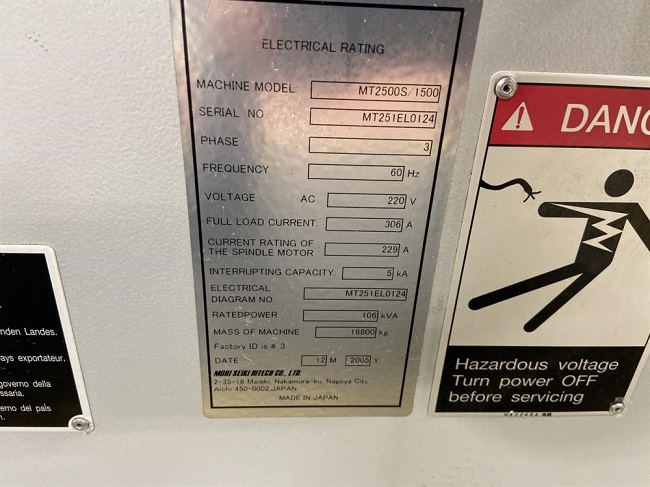 ELECTRICAL RATING
MACHINE MODEL MT2500S/1500
SERIAL NO MT251EL0124
PHASE 3
FREQUENCY : 60 Hz
VOLTAGE AC 220 V
FULL LOAD CURRENT: 306 A
CURRENT RATING OF :
THE SPINDLE MOTOR 229 A
INTERRUPTING CAPACITY: 5 kA
ELECTRICAL
DIAGRAM NO. MT251EL0124
RATEDPOWER 106 kVA
MASS OF MACHINE 16800 kg
Factory ID is # 3
DATE 12 M 2005 Y
MORI SEIKI HITECH CO., LTD.
2-35-16 Meieki, Nakamura-ku, Nagoya City
Aichi 450-0002,JAPAN
MADE IN JAPAN
nden Landes.
ays exportateur.
governo della
ssaria.
erno del país
DANG
Hazardous voltage
Turn power OFF
before servicing